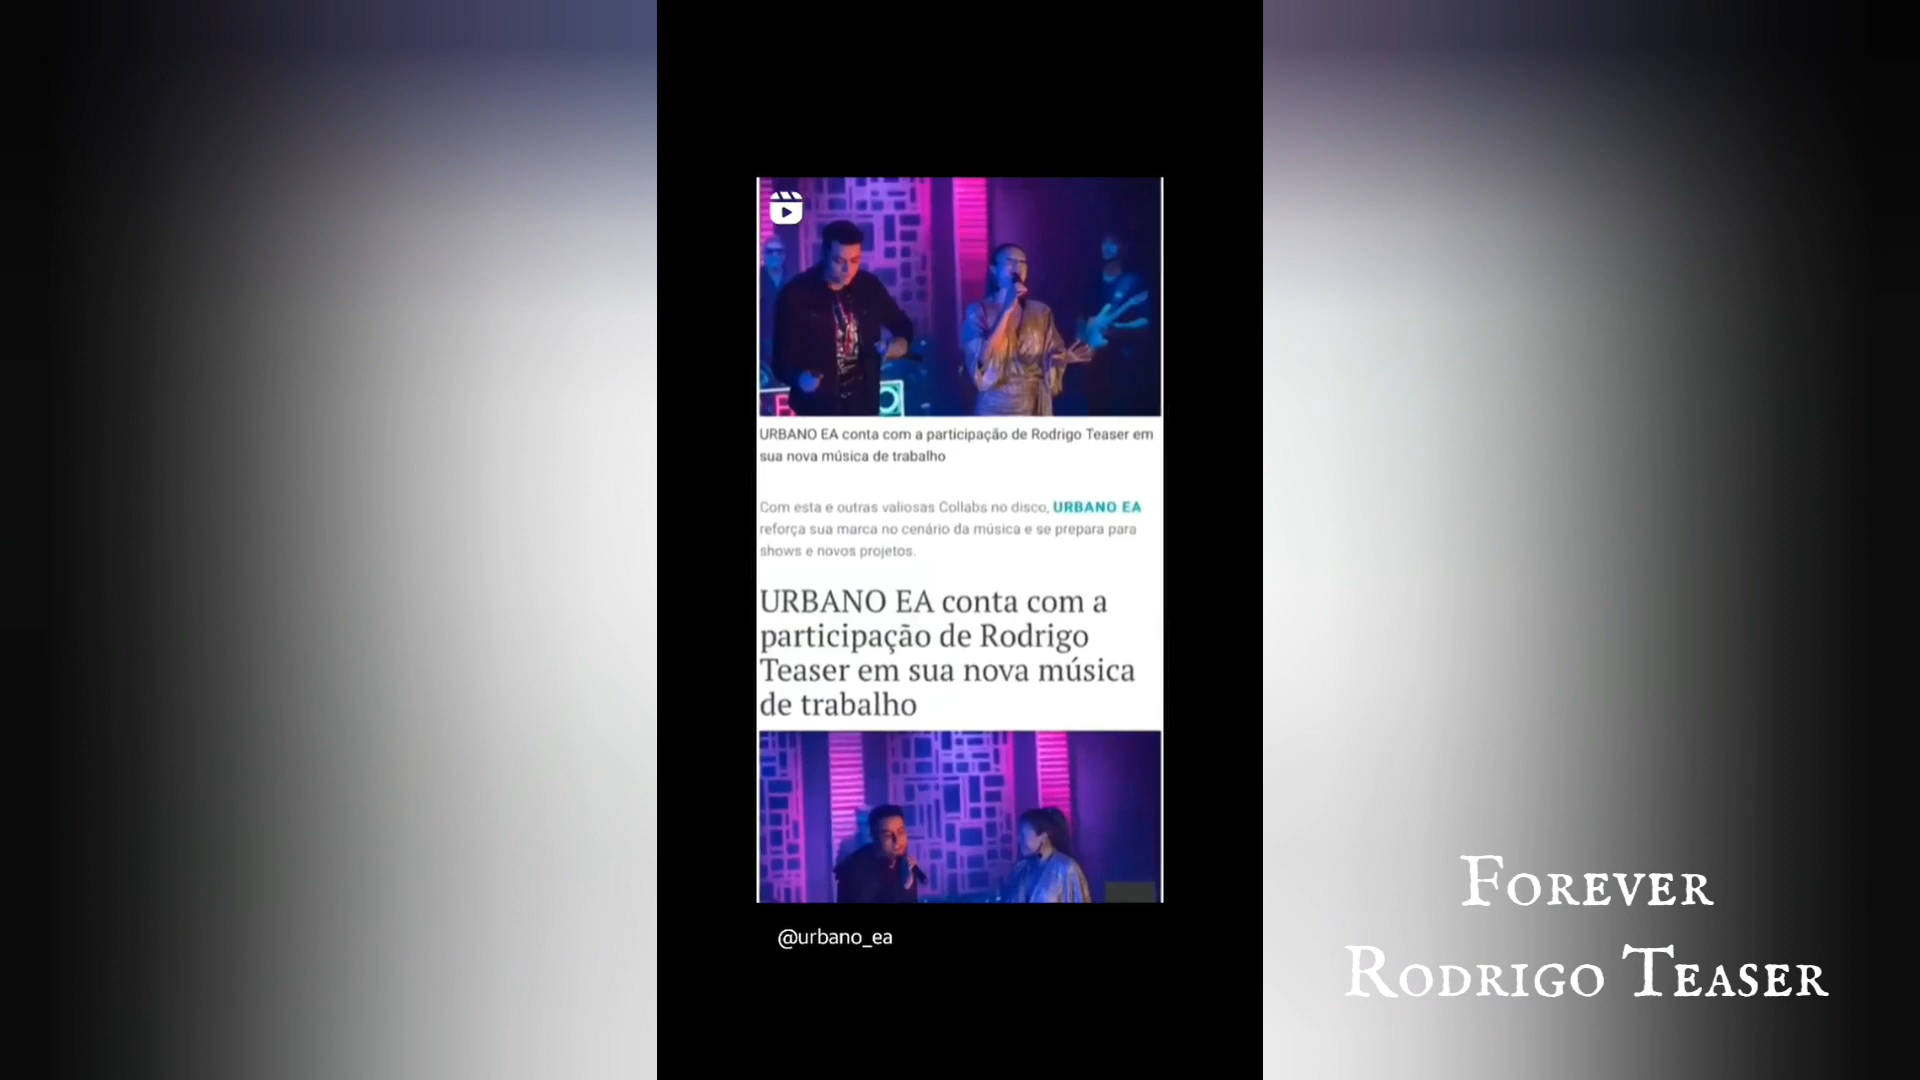 URBANO EA conta com a participação de Rodrigo Teaser em
sua nova música de trabalho
Com esta e outras valiosas Collabs no disco, URBANO EA
reforça sua marca no cenário da música e se prepara para
shows e novos projetos.
URBANO EA conta com a
participação de Rodrigo
Teaser em sua nova música
de trabalho
@urbano_ea
Forever
Rodrigo Teaser